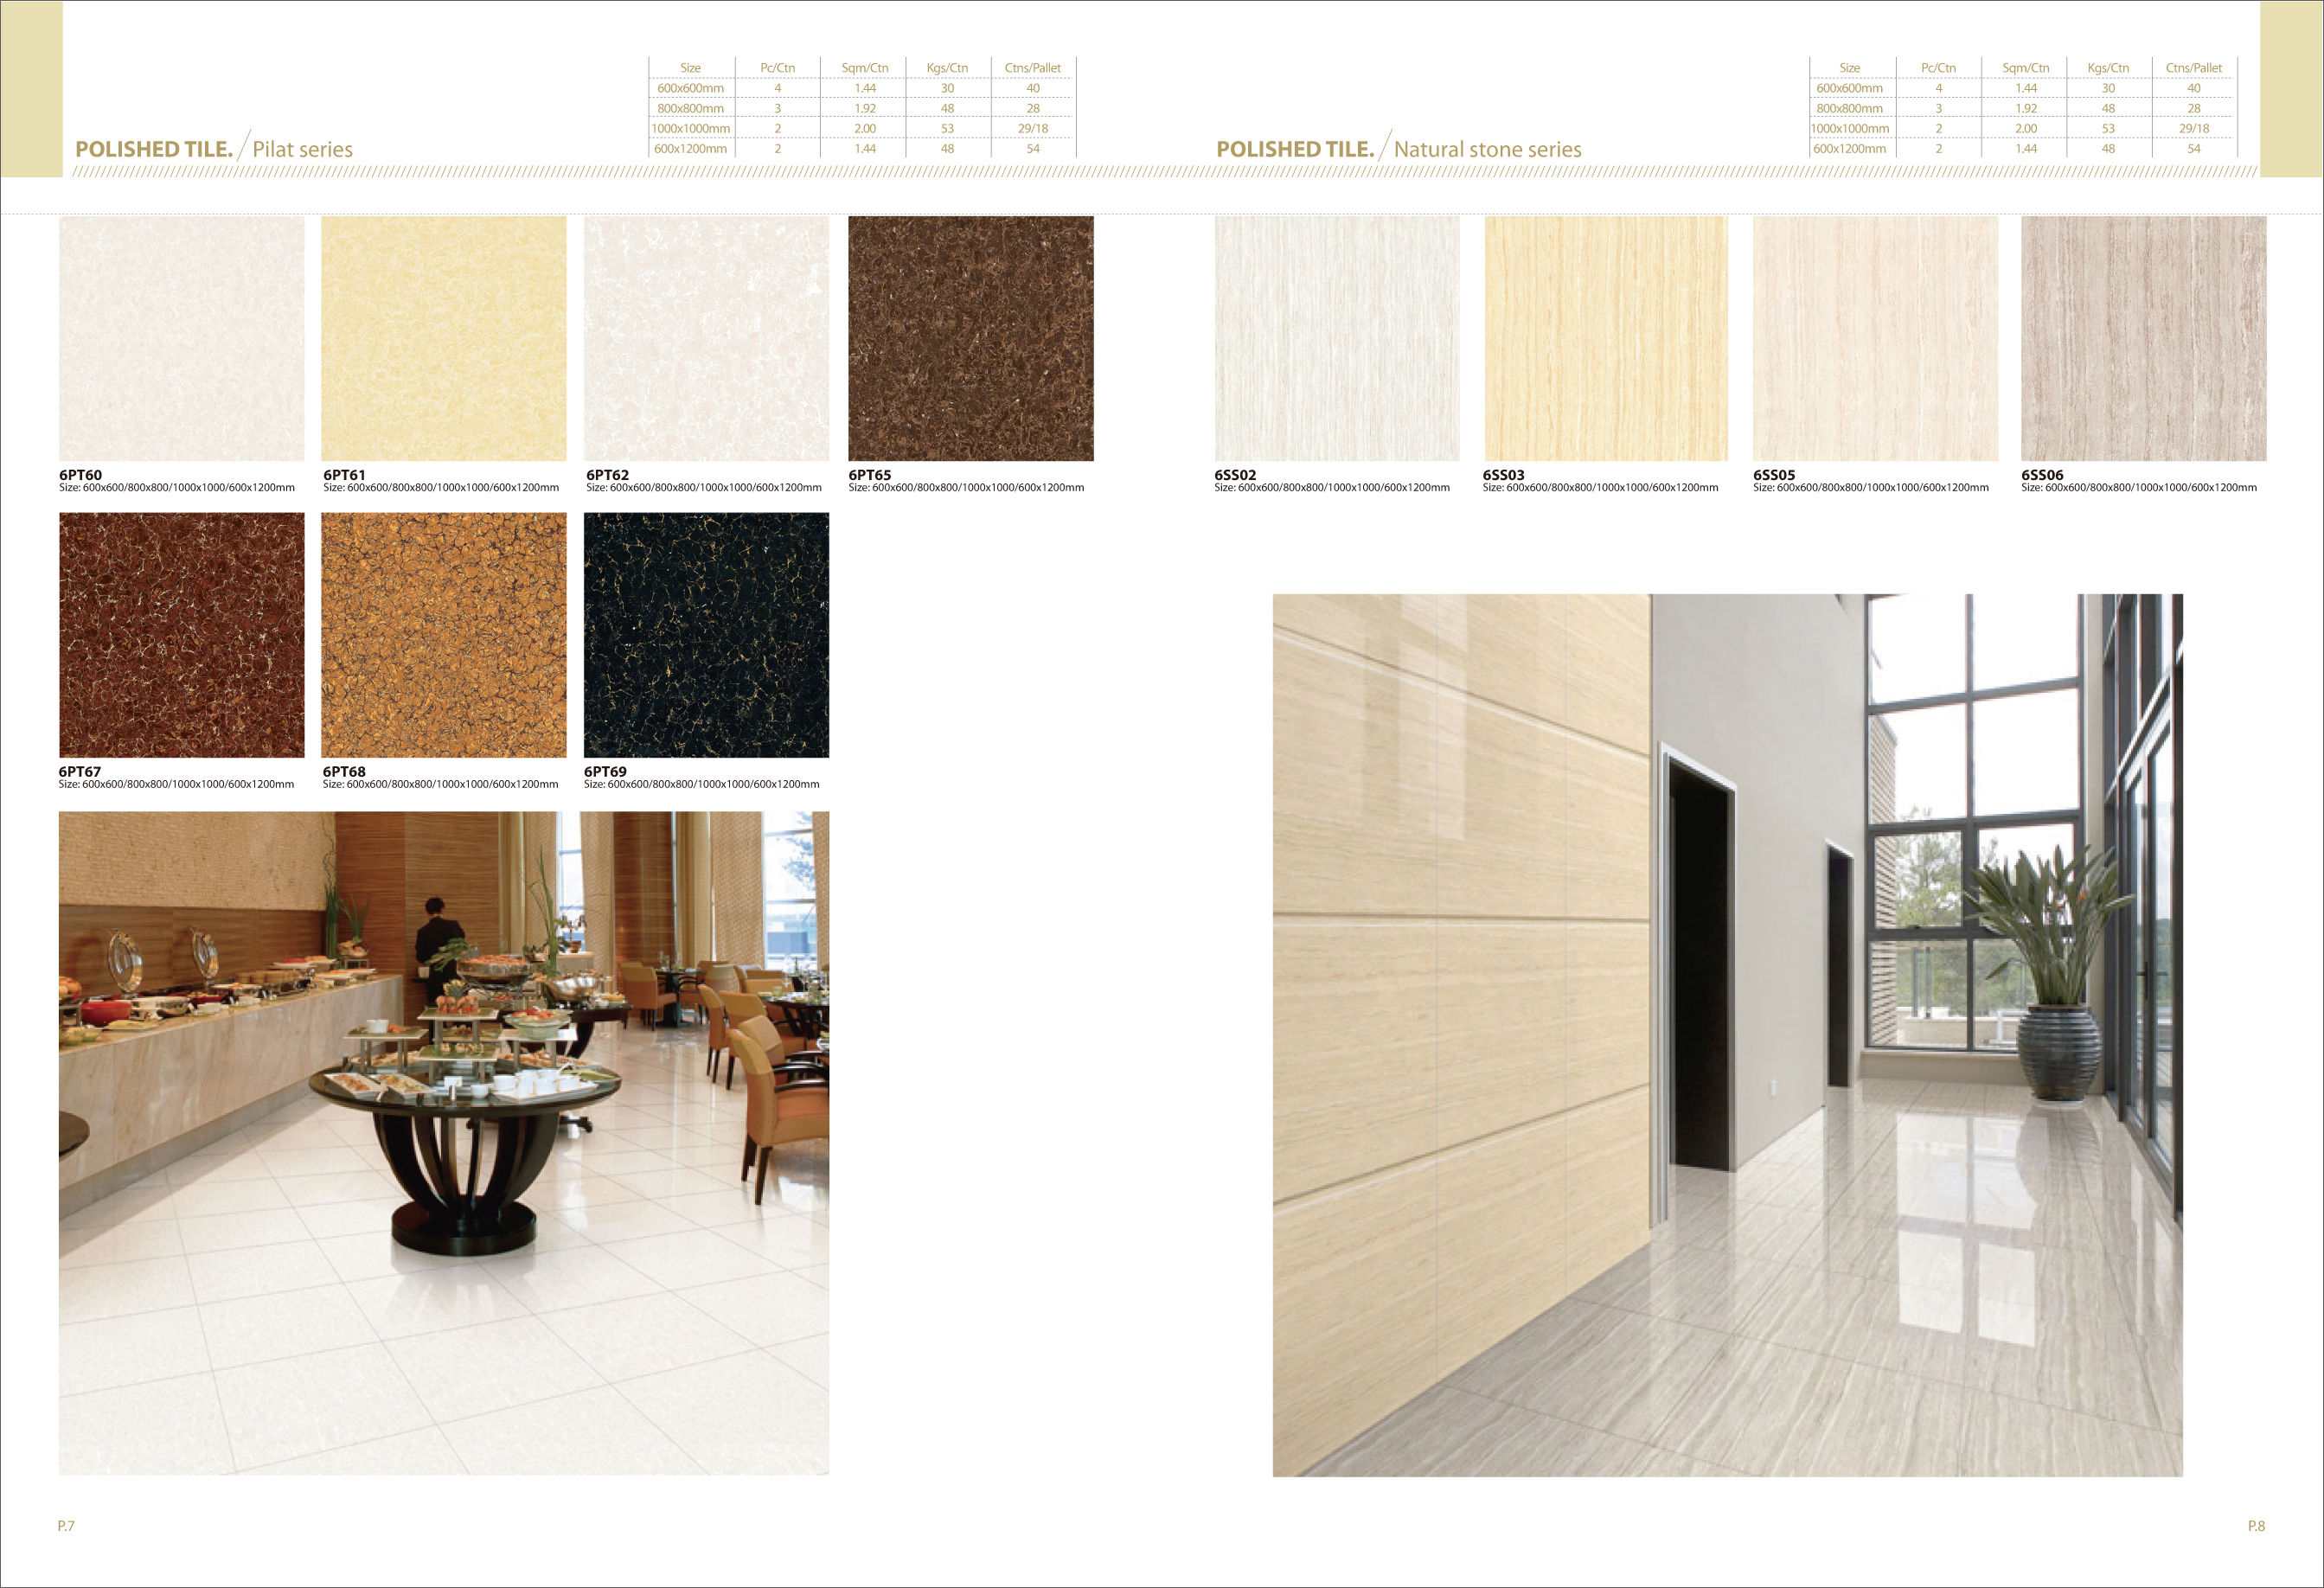 Size Pc/Ctn Sqm/Ctn Kgs/Ctn Ctns/Pallet
600x600mm 4 1.44 30 40
800x800mm 3 1.92 48 28
1000x1000mm 2 2.00 53 29/18
600x1200mm 2 1.44 48 54
POLISHED TILE. / Pilat series
6PT60
Size: 600x600/800x800/1000x1000/600x1200mm
6PT61
Size: 600x600/800x800/1000x1000/600x1200mm
6PT62
Size: 600x600/800x800/1000x1000/600x1200mm
6PT65
Size: 600x600/800x800/1000x1000/600x1200mm
6PT67
Size: 600x600/800x800/1000x1000/600x1200mm
6PT68
Size: 600x600/800x800/1000x1000/600x1200mm
6PT69
Size: 600x600/800x800/1000x1000/600x1200mm
P.7
Size Pc/Ctn Sqm/Ctn Kgs/Ctn Ctns/Pallet
600x600mm 4 1.44 30 40
800x800mm 3 1.92 48 28
1000x1000mm 2 2.00 53 29/18
600x1200mm 2 1.44 48 54
POLISHED TILE. / Natural stone series
6SS02
Size: 600x600/800x800/1000x1000/600x1200mm
6SS03
Size: 600x600/800x800/1000x1000/600x1200mm
6SS05
Size: 600x600/800x800/1000x1000/600x1200mm
6SS06
Size: 600x600/800x800/1000x1000/600x1200mm
P.8